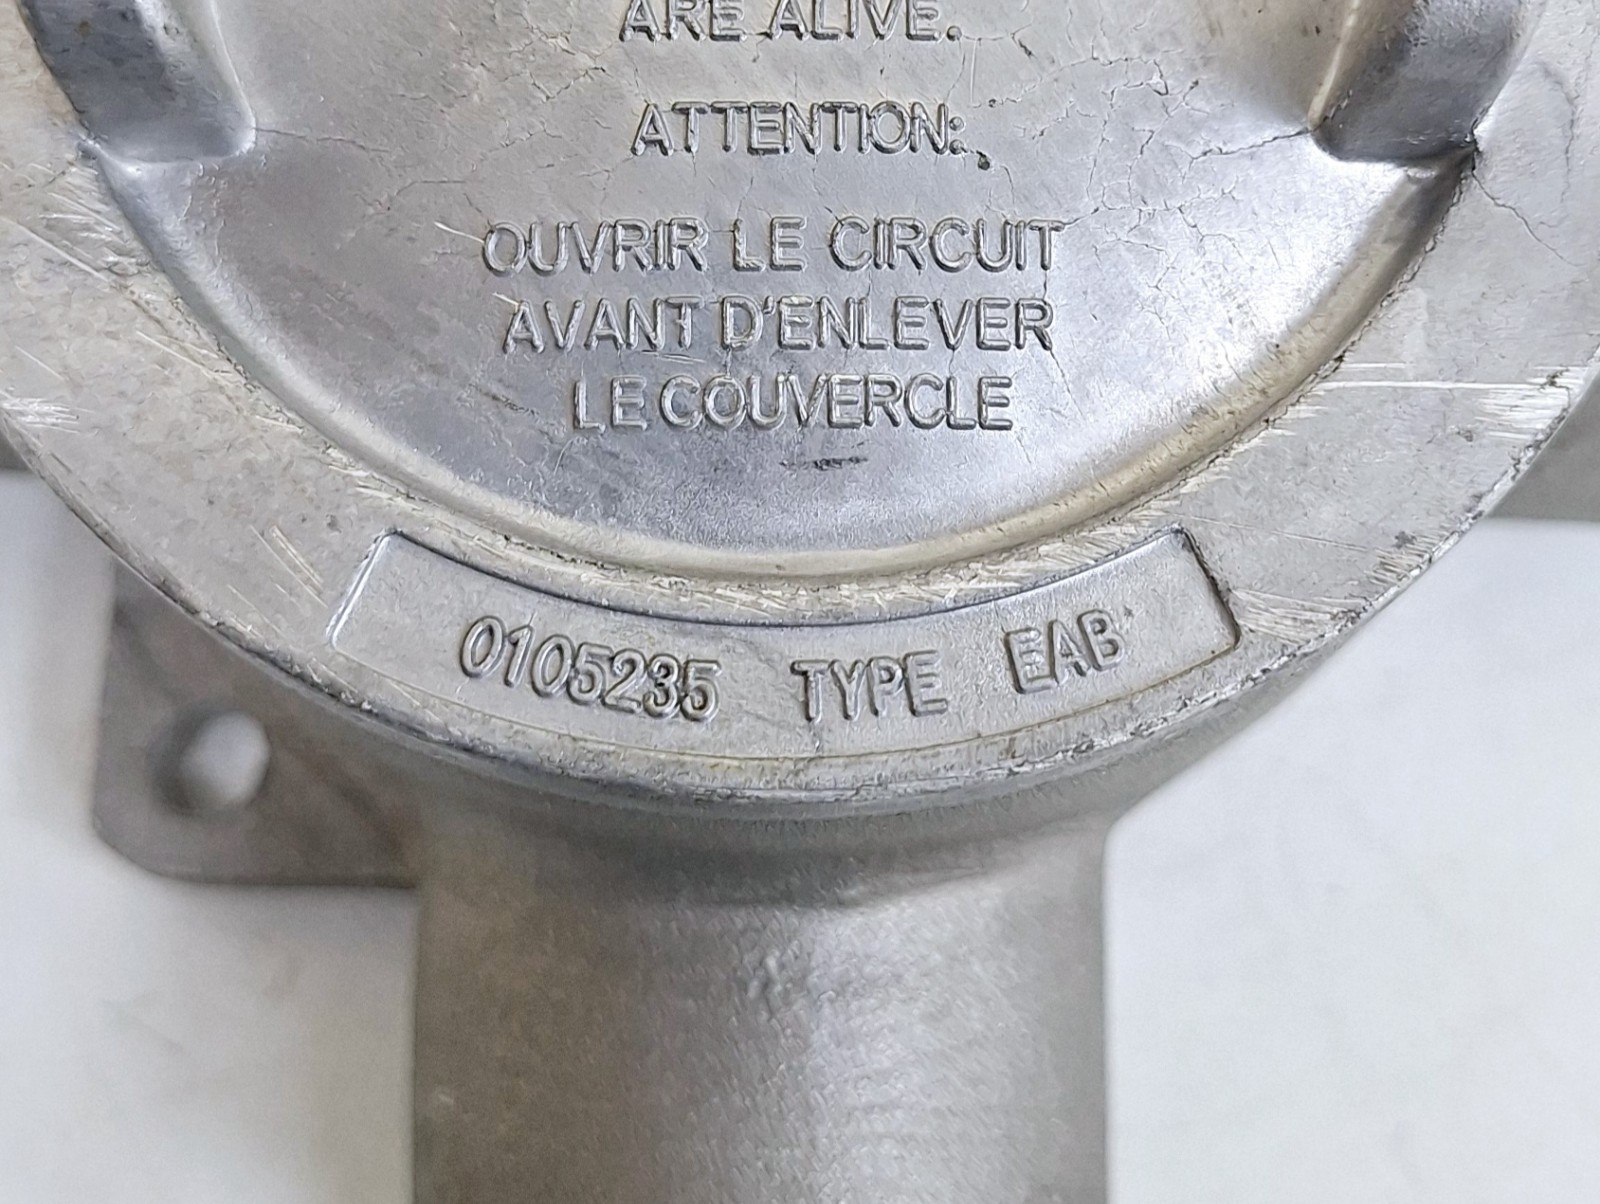 ARE ALIVE.
ATTENTION:
OUVRIR LE CIRCUIT
AVANT D'ENLEVER
LE COUVERCLE
0105235 TYPE EAB